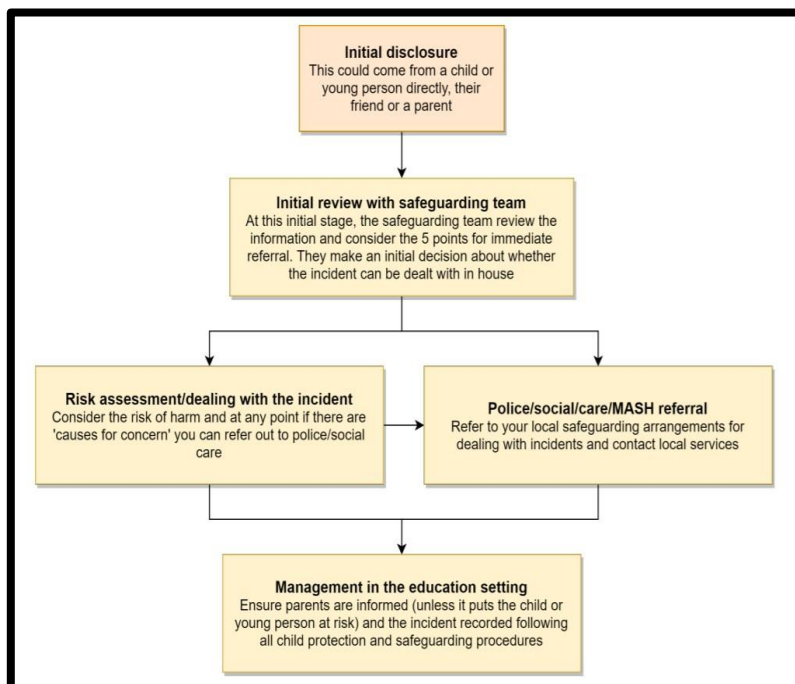 Initial disclosure
This could come from a child or
young person directly, their
friend or a parent
Initial review with safeguarding team
At this initial stage, the safeguarding team review the
information and consider the 5 points for immediate
referral. They make an initial decision about whether
the incident can be dealt with in house
Risk assessment/dealing with the incident
Consider the risk of harm and at any point if there are
'causes for concern' you can refer out to police/social
care
Police/social/care/MASH referral
Refer to your local safeguarding arrangements for
dealing with incidents and contact local services
Management in the education setting
Ensure parents are informed (unless it puts the child or
young person at risk) and the incident recorded following
all child protection and safeguarding procedures